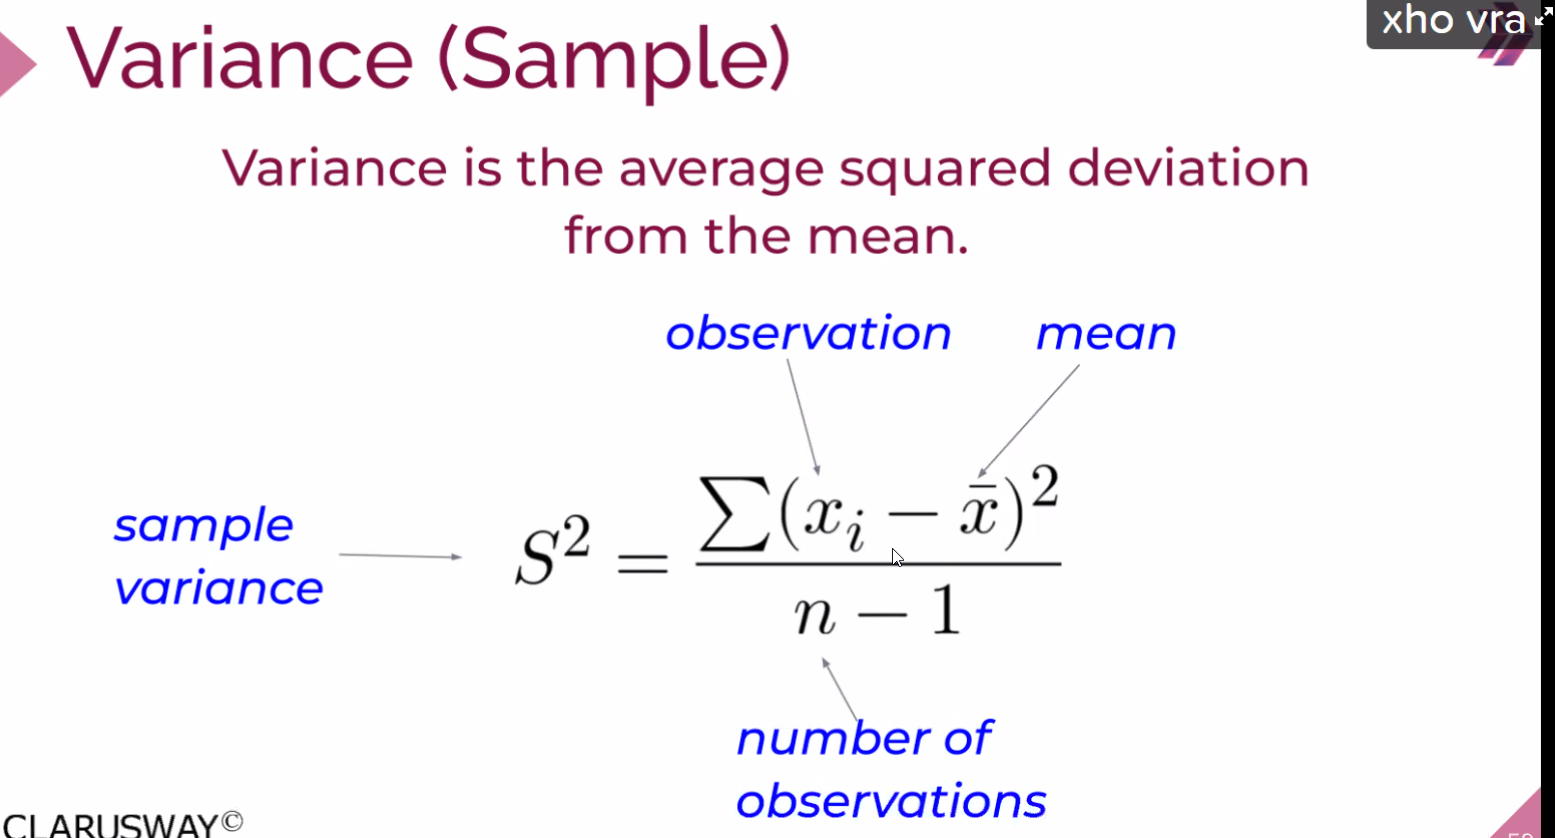 xho vra
Variance (Sample)
Variance is the average squared deviation
from the mean.
observation mean
sample
variance
S² = ∑(xᵢ − x̄)² / n − 1
number of
observations
CLARUSWAY©